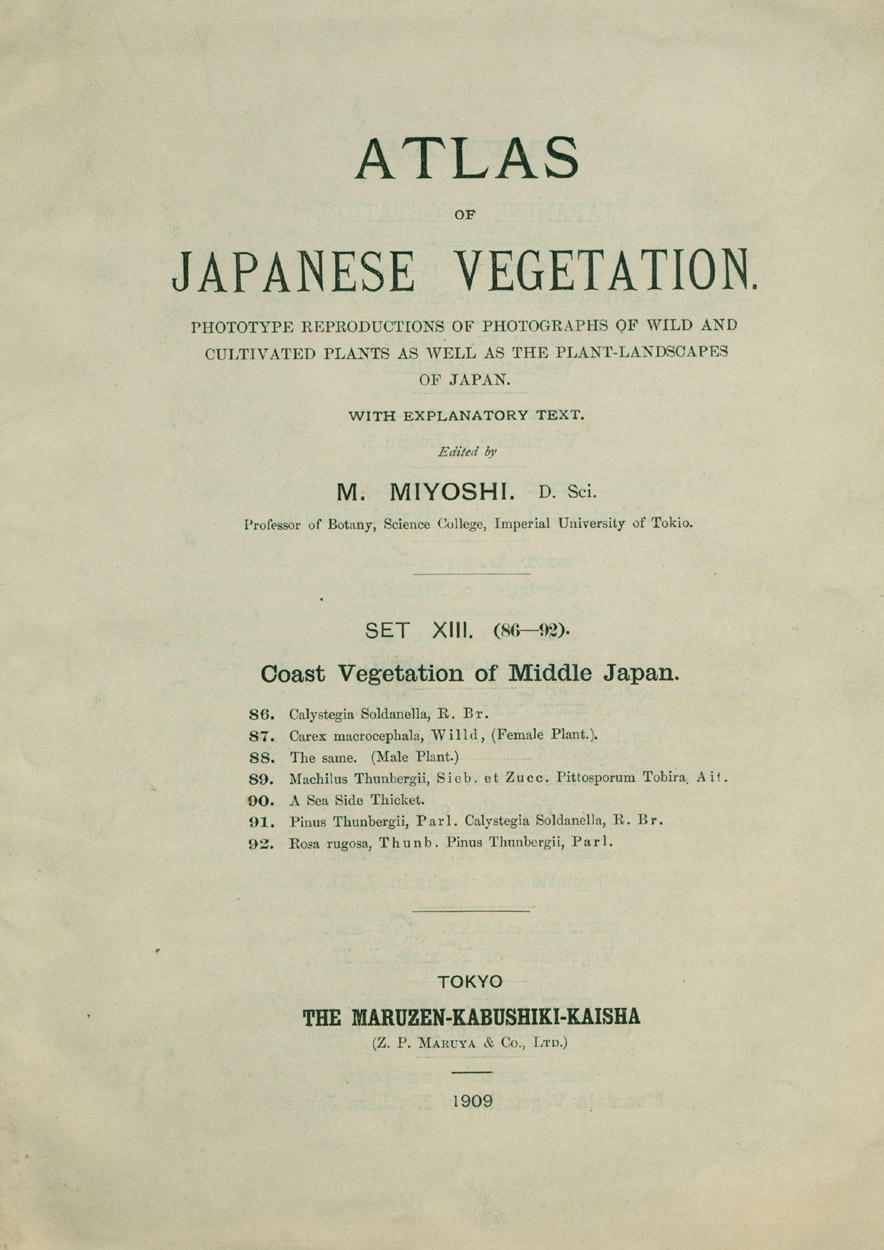 ATLAS
OF
JAPANESE VEGETATION.
PHOTOTYPE REPRODUCTIONS OF PHOTOGRAPHS OF WILD AND
CULTIVATED PLANTS AS WELL AS THE PLANT-LANDSCAPES
OF JAPAN.
WITH EXPLANATORY TEXT.
Edited by
M. MIYOSHI. D. Sci.
Professor of Botany, Science College, Imperial University of Tokio.
SET XIII. (86—92).
Coast Vegetation of Middle Japan.
86. Calystegia Soldanella, R. Br.
87. Carex macrocephala, Willd, (Female Plant.).
88. The same. (Male Plant.)
89. Machilus Thunbergii, Sieb. et Zucc. Pittosporum Tobira, Ait.
90. A Sea Side Thicket.
91. Pinus Thunbergii, Parl. Calystegia Soldanella, R. Br.
92. Rosa rugosa, Thunb. Pinus Thunbergii, Parl.
TOKYO
THE MARUZEN-KABUSHIKI-KAISHA
(Z. P. MARUYA & Co., LTD.)
1909